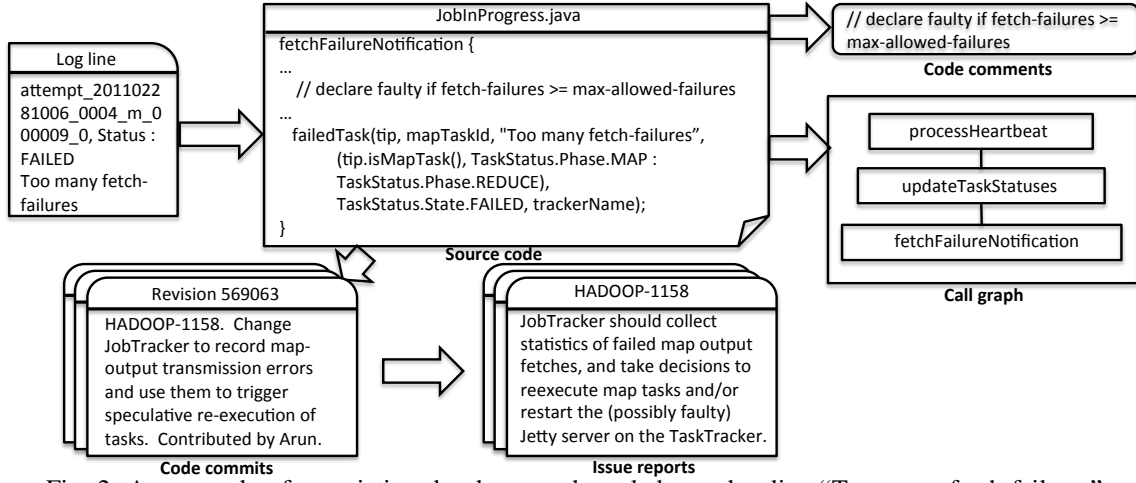 Log line
attempt_2011022
81006_0004_m_0
00009_0, Status :
FAILED
Too many fetch-
failures
JobInProgress.java
fetchFailureNotification {
...
// declare faulty if fetch-failures >= max-allowed-failures
...
failedTask(tip, mapTaskId, "Too many fetch-failures”,
(tip.isMapTask(), TaskStatus.Phase.MAP :
TaskStatus.Phase.REDUCE),
TaskStatus.State.FAILED, trackerName);
}
Source code
// declare faulty if fetch-failures >=
max-allowed-failures
Code comments
processHeartbeat
updateTaskStatuses
fetchFailureNotification
Call graph
Revision 569063
HADOOP-1158. Change
JobTracker to record map-
output transmission errors
and use them to trigger
speculative re-execution of
tasks. Contributed by Arun.
Code commits
HADOOP-1158
JobTracker should collect
statistics of failed map output
fetches, and take decisions to
reexecute map tasks and/or
restart the (possibly faulty)
Jetty server on the TaskTracker.
Issue reports